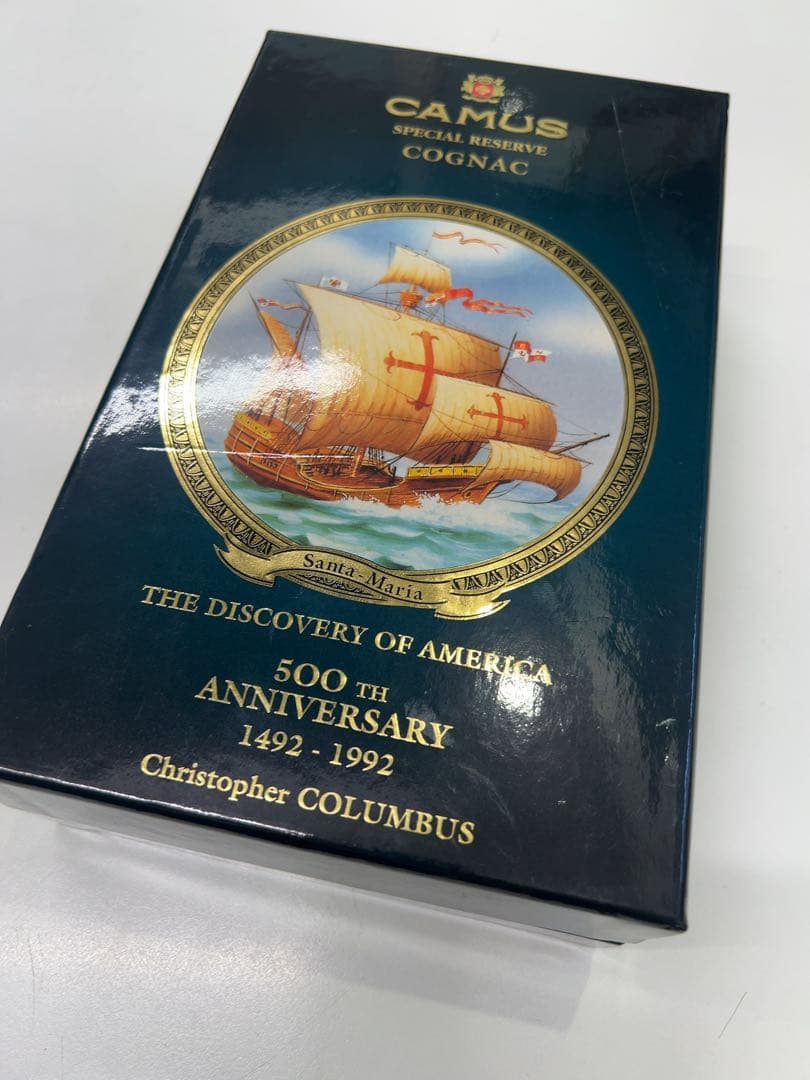 CAMUS
SPECIAL RESERVE
COGNAC
Santa-Maria
THE DISCOVERY OF AMERICA
500 TH
ANNIVERSARY
1492 - 1992
Christopher COLUMBUS